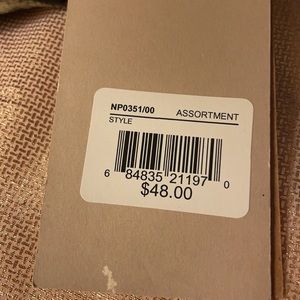 NP0351/00 ASSORTMENT
STYLE
6 84835 21197 0
$48.00